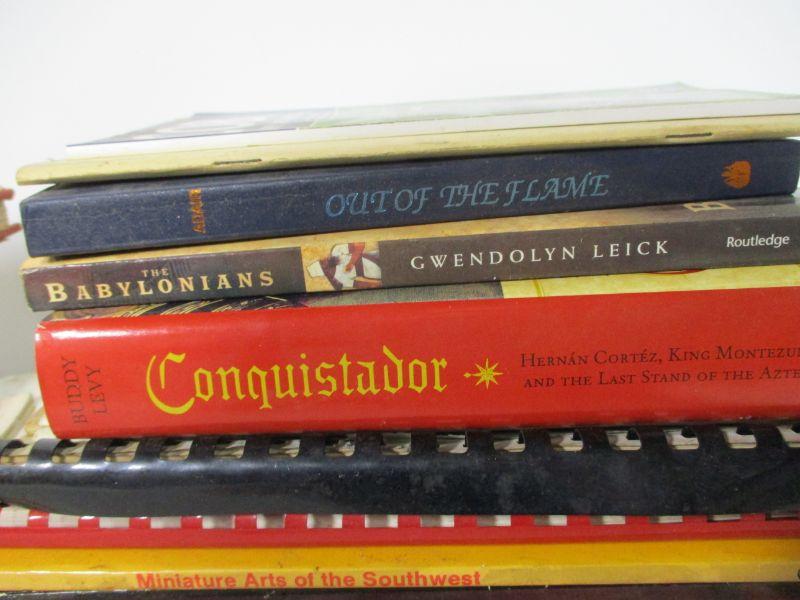 ADAIR
OUT OF THE FLAME
THE
BABYLONIANS
GWENDOLYN LEICK
Routledge
BUDDY
LEVY
Conquistador
HERNÁN CORTÉZ, KING MONTEZU
AND THE LAST STAND OF THE AZTE
Miniature Arts of the Southwest